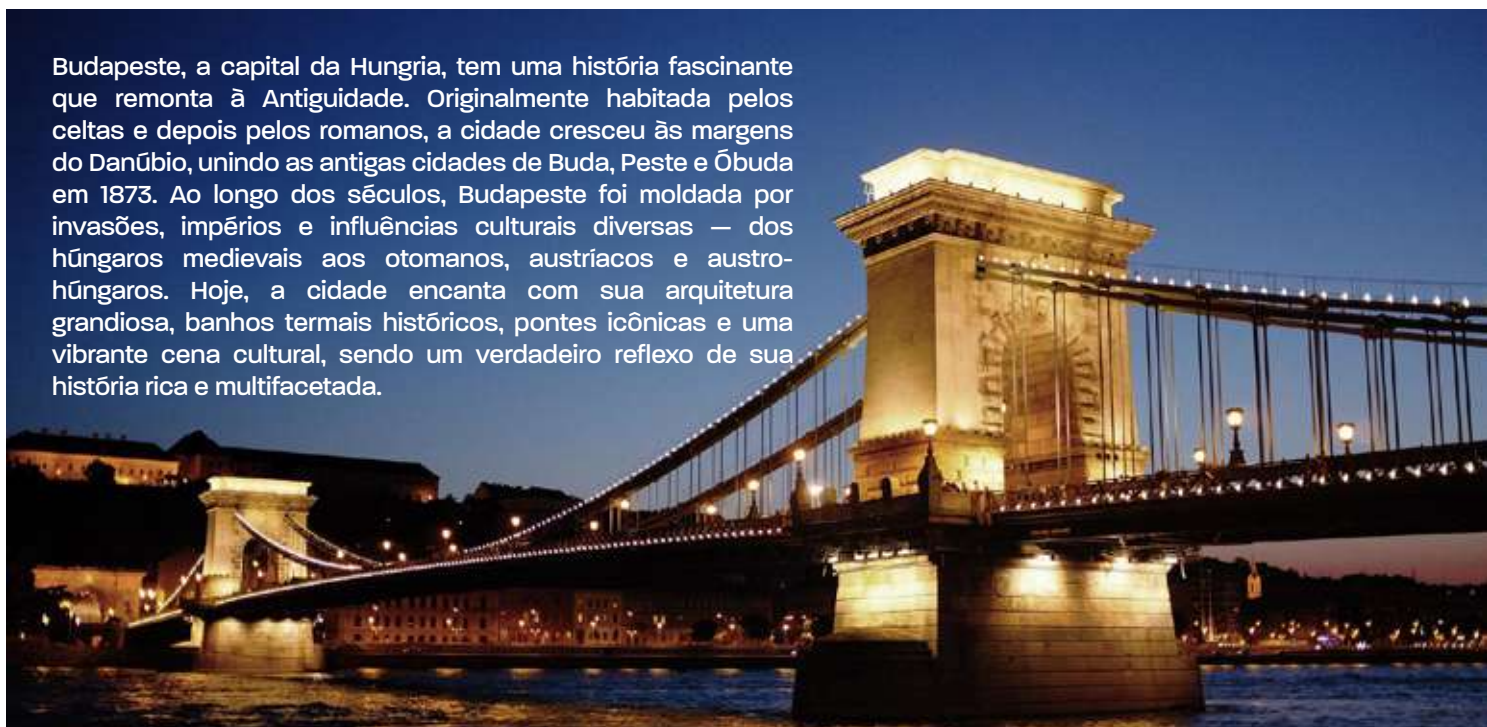 Budapeste, a capital da Hungria, tem uma história fascinante
que remonta à Antiguidade. Originalmente habitada pelos
celtas e depois pelos romanos, a cidade cresceu às margens
do Danúbio, unindo as antigas cidades de Buda, Peste e Óbuda
em 1873. Ao longo dos séculos, Budapeste foi moldada por
invasões, impérios e influências culturais diversas — dos
húngaros medievais aos otomanos, austríacos e austro-
húngaros. Hoje, a cidade encanta com sua arquitetura
grandiosa, banhos termais históricos, pontes icônicas e uma
vibrante cena cultural, sendo um verdadeiro reflexo de sua
história rica e multifacetada.